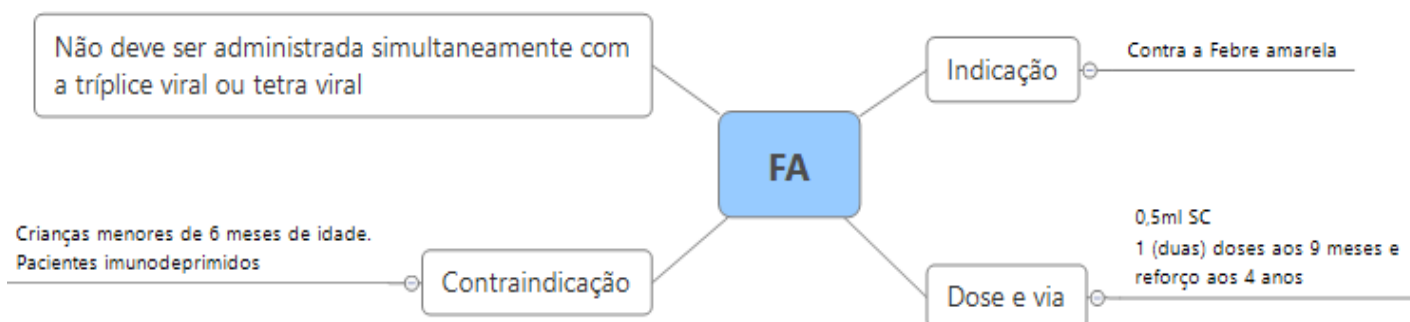 Não deve ser administrada simultaneamente com
a tríplice viral ou tetra viral
Indicação
Contra a Febre amarela
FA
Crianças menores de 6 meses de idade.
Pacientes imunodeprimidos
Contraindicação
Dose e via
0,5ml SC
1 (duas) doses aos 9 meses e
reforço aos 4 anos